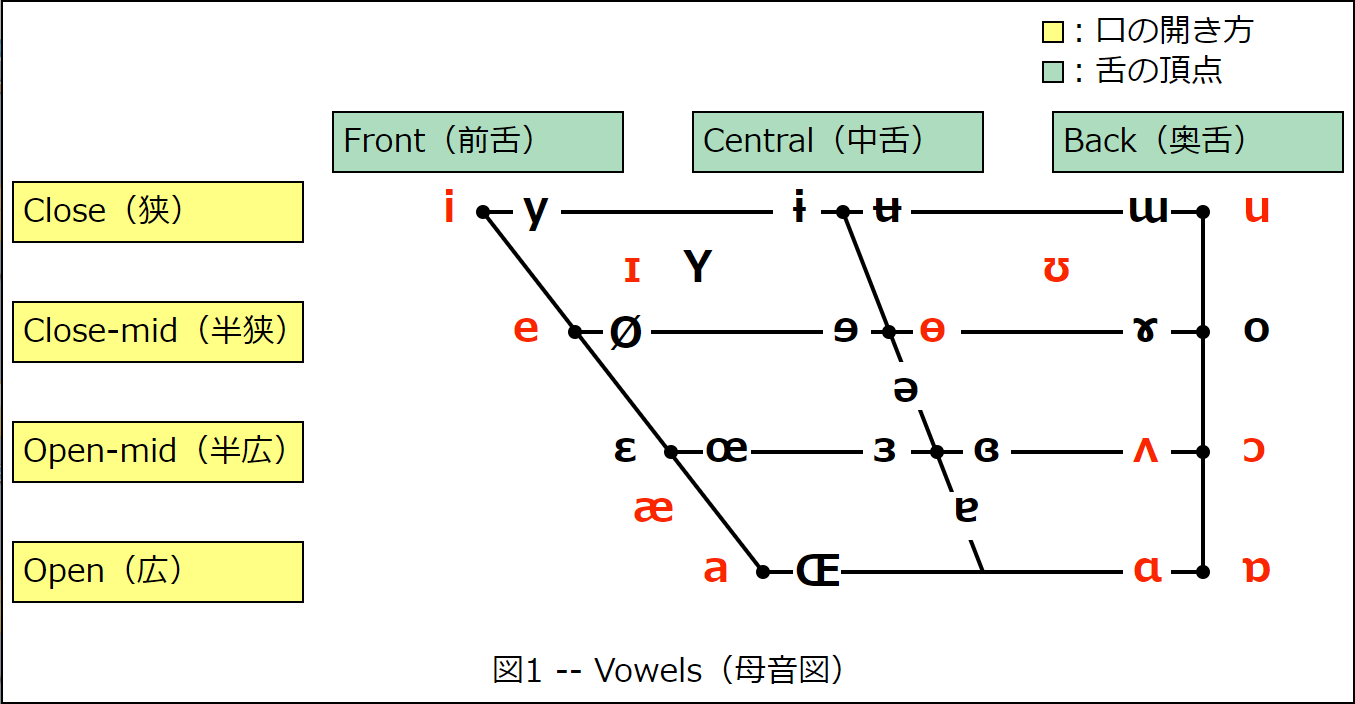 ：口の開き方
：舌の頂点
Front（前舌） Central（中舌） Back（奥舌）
Close（狭） i y ɨ ʉ ɯ u
ɪ Y ʊ
Close-mid（半狭） e Ø ɘ ɵ ɤ o
ə
Open-mid（半広） ɛ œ ɜ ɞ ʌ ɔ
æ ɐ
Open（広） a Œ ɑ ɒ
図1 -- Vowels（母音図）